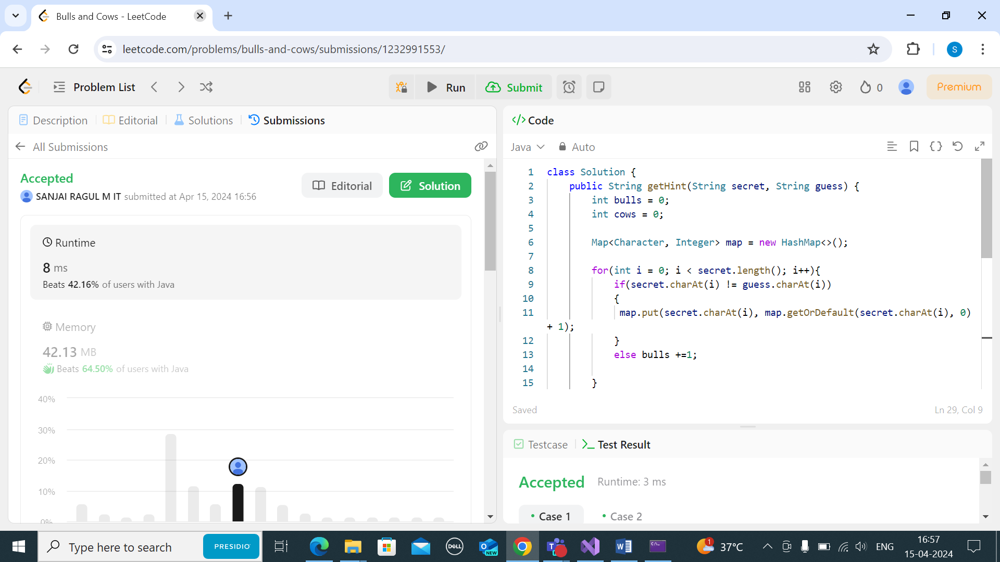 Bulls and Cows - LeetCode
leetcode.com/problems/bulls-and-cows/submissions/1232991553/
S
Problem List
Run
Submit
0
Premium
Description
Editorial
Solutions
Submissions
All Submissions
Accepted
SANJAI RAGUL M IT submitted at Apr 15, 2024 16:56
Editorial
Solution
Runtime
8 ms
Beats 42.16% of users with Java
Memory
42.13 MB
Beats 64.50% of users with Java
40%
30%
20%
10%
0%
</> Code
Java
Auto
1 class Solution {
2 public String getHint(String secret, String guess) {
3 int bulls = 0;
4 int cows = 0;
5
6 Map<Character, Integer> map = new HashMap<>();
7
8 for(int i = 0; i < secret.length(); i++){
9 if(secret.charAt(i) != guess.charAt(i))
10 {
11 map.put(secret.charAt(i), map.getOrDefault(secret.charAt(i), 0)
+ 1);
12 }
13 else bulls +=1;
14
15 }
Saved
Ln 29, Col 9
Testcase
Test Result
Accepted
Runtime: 3 ms
Case 1
Case 2
Type here to search
PRESIDIO
DELL
NEW
1
37°C
ENG
16:57
15-04-2024